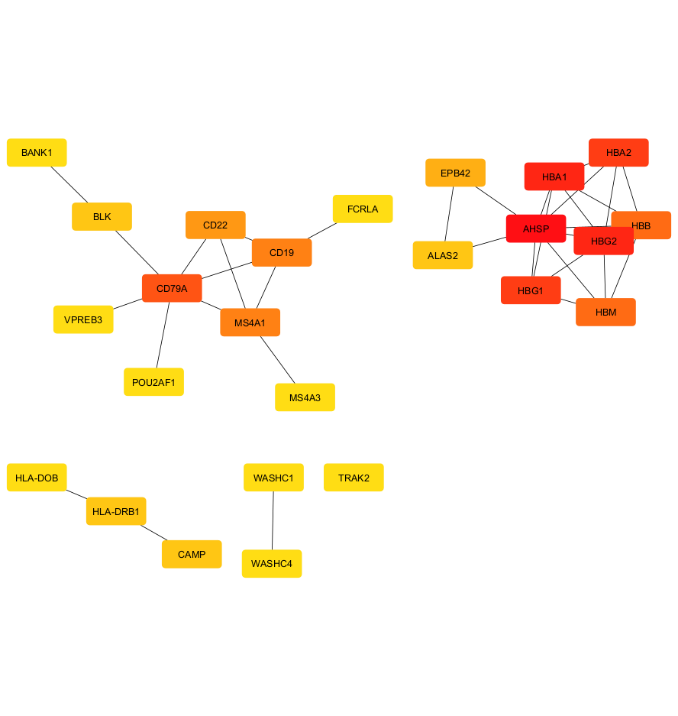 BANK1
HBA2
EPB42
HBA1
BLK
FCRLA
CD22
HBB
AHSP
HBG2
CD19
ALAS2
CD79A
HBG1
VPREB3
MS4A1
HBM
POU2AF1
MS4A3
HLA-DOB
WASHC1
TRAK2
HLA-DRB1
CAMP
WASHC4